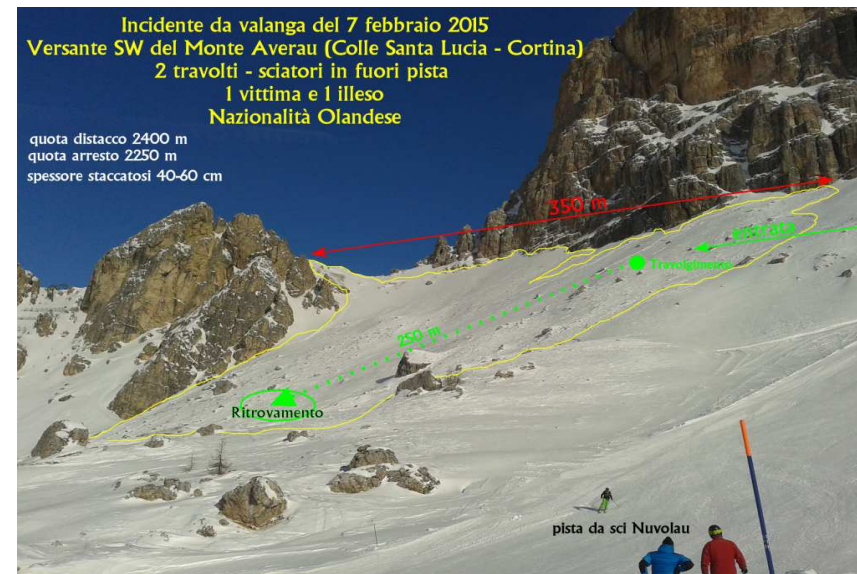 Incidente da valanga del 7 febbraio 2015
Versante SW del Monte Averau (Colle Santa Lucia - Cortina)
2 travolti - sciatori in fuori pista
1 vittima e 1 illeso
Nazionalità Olandese
quota distacco 2400 m
quota arresto 2250 m
spessore staccatosi 40-60 cm
350 m
entrata
Travolgimento
250 m
Ritrovamento
pista da sci Nuvolau